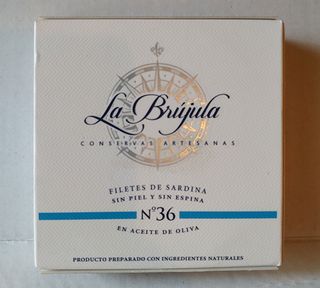 La Brújula
CONSERVAS ARTESANAS
FILETES DE SARDINA
SIN PIEL Y SIN ESPINA
Nº36
EN ACEITE DE OLIVA
PRODUCTO PREPARADO CON INGREDIENTES NATURALES